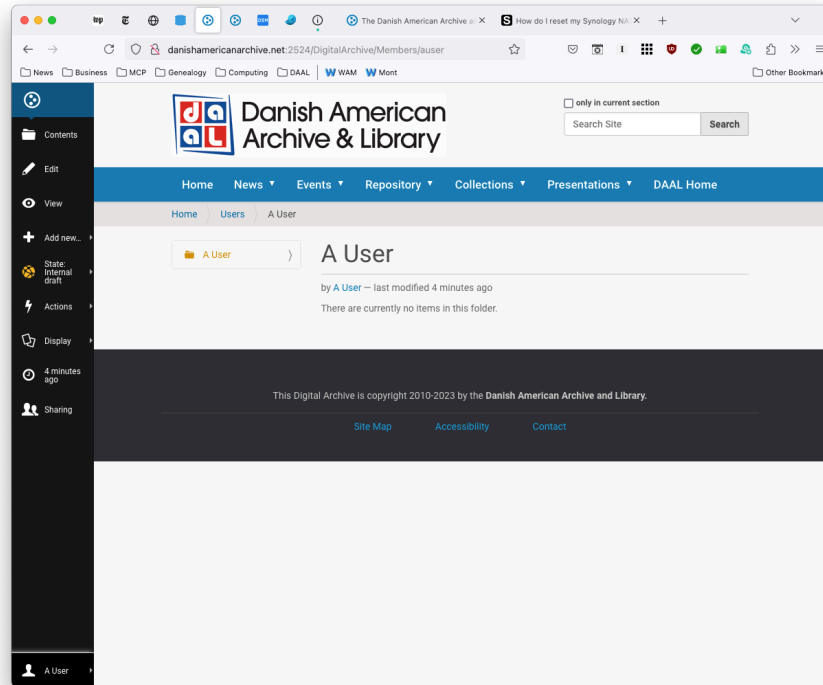 The Danish American Archive a
How do I reset my Synology NA
danishamericanarchive.net:2524/DigitalArchive/Members/auser
News Business MCP Genealogy Computing DAAL WAM Mont Other Bookmark
Danish American
Archive & Library
only in current section
Search Site Search
Home News Events Repository Collections Presentations DAAL Home
Home Users A User
Contents
Edit
View
Add new...
State:
Internal
draft
Actions
Display
4 minutes
ago
Sharing
A User
A User
A User
by A User — last modified 4 minutes ago
There are currently no items in this folder.
This Digital Archive is copyright 2010-2023 by the Danish American Archive and Library.
Site Map Accessibility Contact